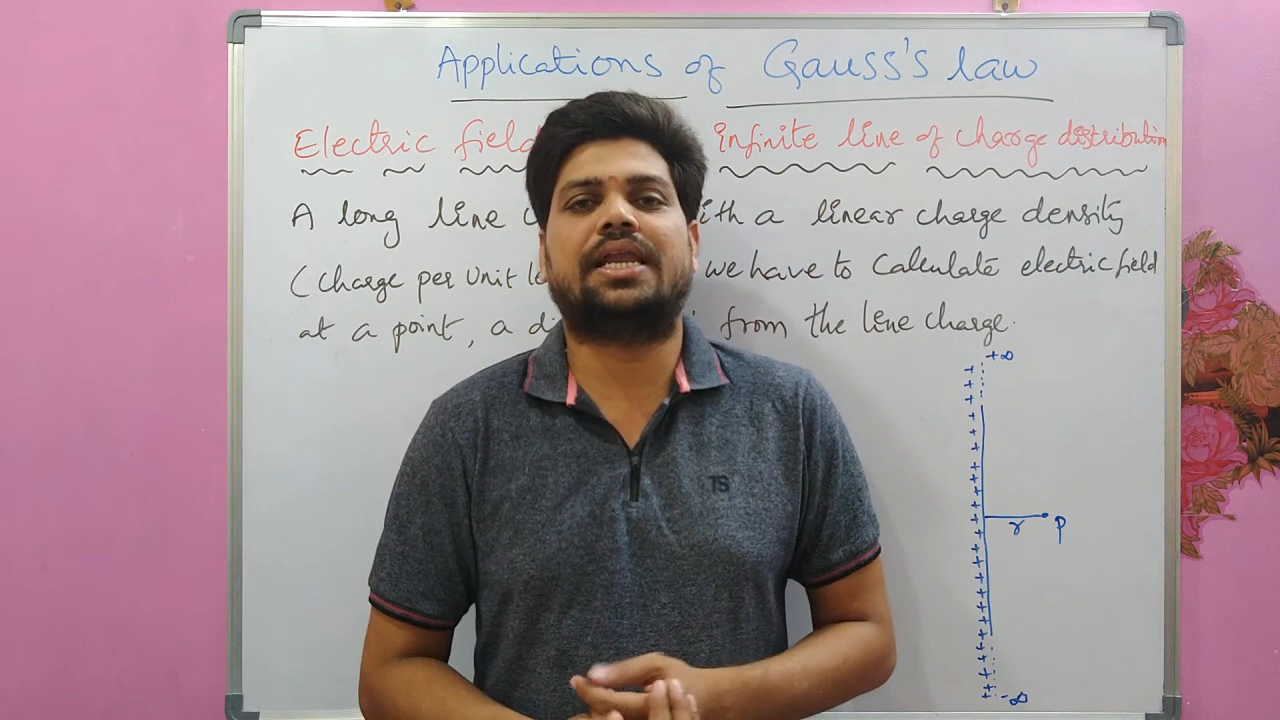 Applications of Gauss's law
Electric field infinite line of charge distribution
A long line with a linear charge density
(charge per unit we have to calculate electric field
at a point, a from the line charge.
+∞
+ + + + + + + + + + + + + + + + + + + + +
r P
-∞
TS